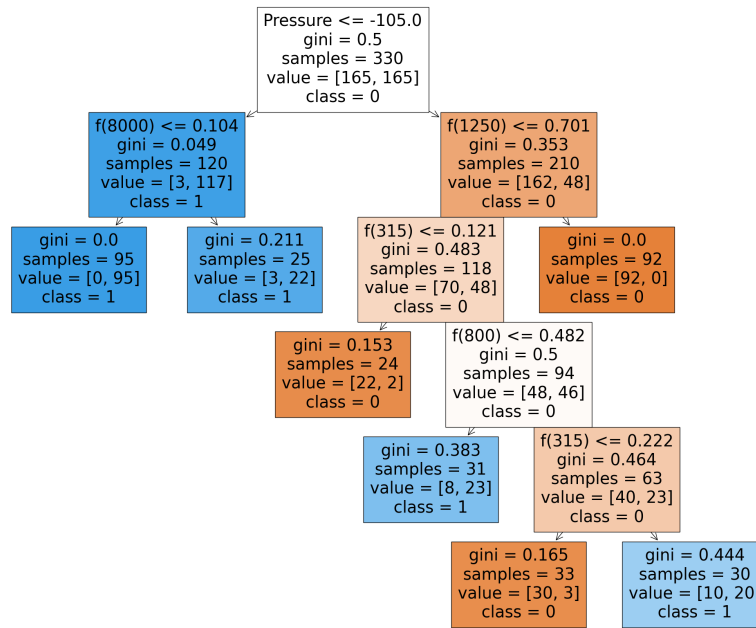 Pressure <= -105.0
gini = 0.5
samples = 330
value = [165, 165]
class = 0
f(8000) <= 0.104
gini = 0.049
samples = 120
value = [3, 117]
class = 1
f(1250) <= 0.701
gini = 0.353
samples = 210
value = [162, 48]
class = 0
gini = 0.0
samples = 95
value = [0, 95]
class = 1
gini = 0.211
samples = 25
value = [3, 22]
class = 1
f(315) <= 0.121
gini = 0.483
samples = 118
value = [70, 48]
class = 0
gini = 0.0
samples = 92
value = [92, 0]
class = 0
gini = 0.153
samples = 24
value = [22, 2]
class = 0
f(800) <= 0.482
gini = 0.5
samples = 94
value = [48, 46]
class = 0
gini = 0.383
samples = 31
value = [8, 23]
class = 1
f(315) <= 0.222
gini = 0.464
samples = 63
value = [40, 23]
class = 0
gini = 0.165
samples = 33
value = [30, 3]
class = 0
gini = 0.444
samples = 30
value = [10, 20
class = 1